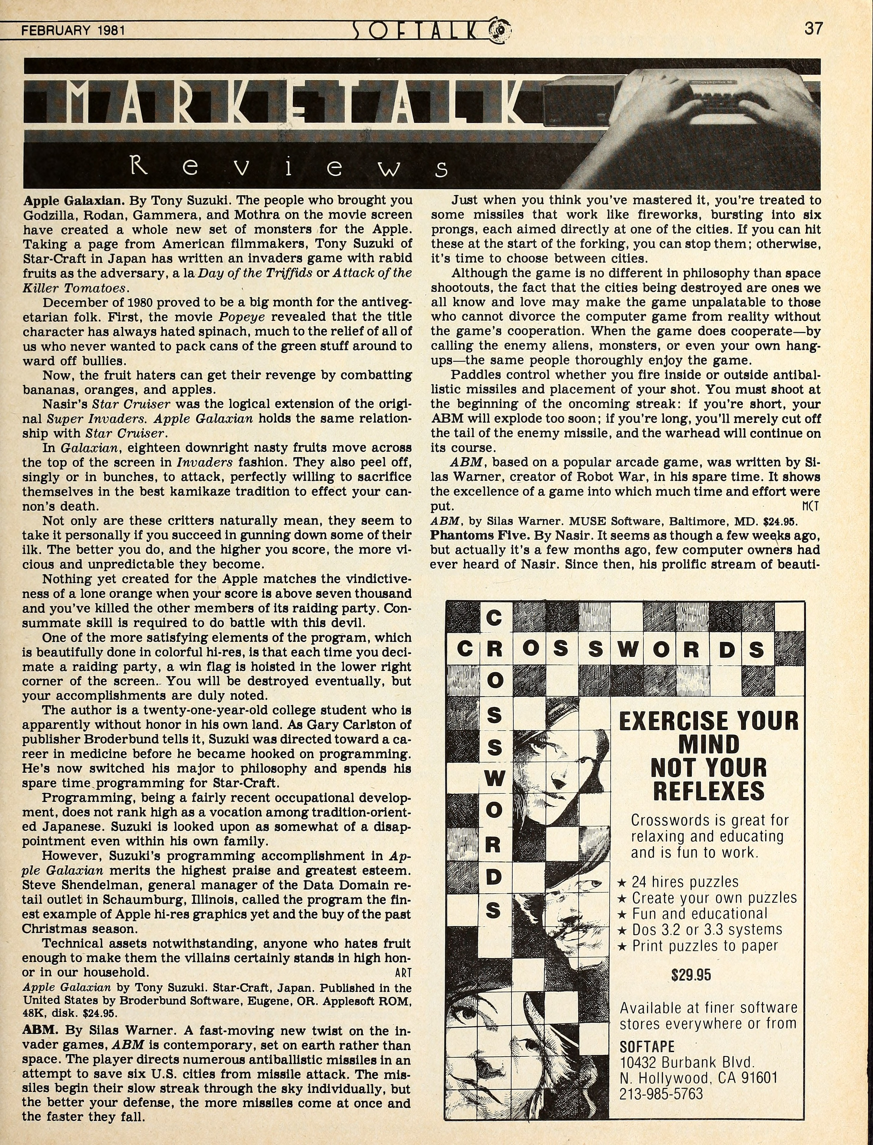 FEBRUARY 1981
SOFTALK
37
MARKETALK
Reviews
Apple Galaxian. By Tony Suzuki. The people who brought you
Godzilla, Rodan, Gammera, and Mothra on the movie screen
have created a whole new set of monsters for the Apple.
Taking a page from American filmmakers, Tony Suzuki of
Star-Craft in Japan has written an invaders game with rabid
fruits as the adversary, a la Day of the Triffids or Attack of the
Killer Tomatoes.
December of 1980 proved to be a big month for the antiveg-
etarian folk. First, the movie Popeye revealed that the title
character has always hated spinach, much to the relief of all of
us who never wanted to pack cans of the green stuff around to
ward off bullies.
Now, the fruit haters can get their revenge by combatting
bananas, oranges, and apples.
Nasir's Star Cruiser was the logical extension of the origi-
nal Super Invaders. Apple Galaxian holds the same relation-
ship with Star Cruiser.
In Galaxian, eighteen downright nasty fruits move across
the top of the screen in Invaders fashion. They also peel off,
singly or in bunches, to attack, perfectly willing to sacrifice
themselves in the best kamikaze tradition to effect your can-
non's death.
Not only are these critters naturally mean, they seem to
take it personally if you succeed in gunning down some of their
ilk. The better you do, and the higher you score, the more vi-
cious and unpredictable they become.
Nothing yet created for the Apple matches the vindictive-
ness of a lone orange when your score is above seven thousand
and you've killed the other members of its raiding party. Con-
summate skill is required to do battle with this devil.
One of the more satisfying elements of the program, which
is beautifully done in colorful hi-res, is that each time you deci-
mate a raiding party, a win flag is hoisted in the lower right
corner of the screen. You will be destroyed eventually, but
your accomplishments are duly noted.
The author is a twenty-one-year-old college student who is
apparently without honor in his own land. As Gary Carlston of
publisher Broderbund tells it, Suzuki was directed toward a ca-
reer in medicine before he became hooked on programming.
He's now switched his major to philosophy and spends his
spare time programming for Star-Craft.
Programming, being a fairly recent occupational develop-
ment, does not rank high as a vocation among tradition-orient-
ed Japanese. Suzuki is looked upon as somewhat of a disap-
pointment even within his own family.
However, Suzuki's programming accomplishment in Ap-
ple Galaxian merits the highest praise and greatest esteem.
Steve Shendelman, general manager of the Data Domain re-
tail outlet in Schaumburg, Illinois, called the program the fin-
est example of Apple hi-res graphics yet and the buy of the past
Christmas season.
Technical assets notwithstanding, anyone who hates fruit
enough to make them the villains certainly stands in high hon-
or in our household. ART
Apple Galaxian by Tony Suzuki. Star-Craft, Japan. Published in the
United States by Broderbund Software, Eugene, OR. Applesoft ROM,
48K, disk. $24.95.
ABM. By Silas Warner. A fast-moving new twist on the in-
vader games, ABM is contemporary, set on earth rather than
space. The player directs numerous antiballistic missiles in an
attempt to save six U.S. cities from missile attack. The mis-
siles begin their slow streak through the sky individually, but
the better your defense, the more missiles come at once and
the faster they fall.
Just when you think you've mastered it, you're treated to
some missiles that work like fireworks, bursting into six
prongs, each aimed directly at one of the cities. If you can hit
these at the start of the forking, you can stop them; otherwise,
it's time to choose between cities.
Although the game is no different in philosophy than space
shootouts, the fact that the cities being destroyed are ones we
all know and love may make the game unpalatable to those
who cannot divorce the computer game from reality without
the game's cooperation. When the game does cooperate—by
calling the enemy aliens, monsters, or even your own hang-
ups—the same people thoroughly enjoy the game.
Paddles control whether you fire inside or outside antibal-
listic missiles and placement of your shot. You must shoot at
the beginning of the oncoming streak: if you're short, your
ABM will explode too soon; if you're long, you'll merely cut off
the tail of the enemy missile, and the warhead will continue on
its course.
ABM, based on a popular arcade game, was written by Si-
las Warner, creator of Robot War, in his spare time. It shows
the excellence of a game into which much time and effort were
put. MCT
ABM, by Silas Warner. MUSE Software, Baltimore, MD. $24.95.
Phantoms Five. By Nasir. It seems as though a few weeks ago,
but actually it's a few months ago, few computer owners had
ever heard of Nasir. Since then, his prolific stream of beauti-
CROSSWORDS
CROSSWORDS
EXERCISE YOUR
MIND
NOT YOUR
REFLEXES
Crosswords is great for
relaxing and educating
and is fun to work.
★ 24 hires puzzles
★ Create your own puzzles
★ Fun and educational
★ Dos 3.2 or 3.3 systems
★ Print puzzles to paper
$29.95
Available at finer software
stores everywhere or from
SOFTAPE
10432 Burbank Blvd.
N. Hollywood, CA 91601
213-985-5763